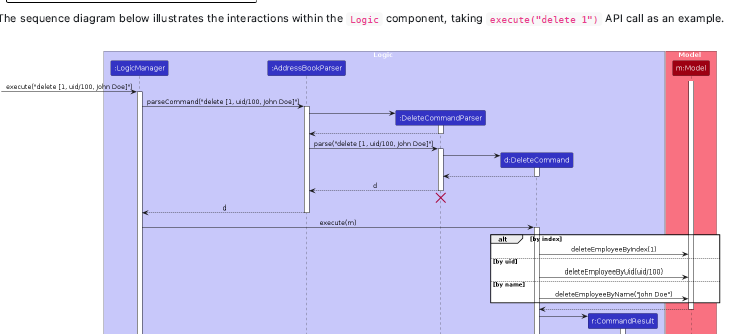 The sequence diagram below illustrates the interactions within the Logic component, taking execute("delete 1") API call as an example.
Logic
Model
:LogicManager
:AddressBookParser
m:Model
execute("delete [1, uid/100, John Doe]")
parseCommand("delete [1, uid/100, John Doe]")
:DeleteCommandParser
parse("delete [1, uid/100, John Doe]")
d:DeleteCommand
d
d
execute(m)
alt
[by index]
deleteEmployeeByIndex(1)
[by uid]
deleteEmployeeByUid(uid/100)
[by name]
deleteEmployeeByName("John Doe")
r:CommandResult